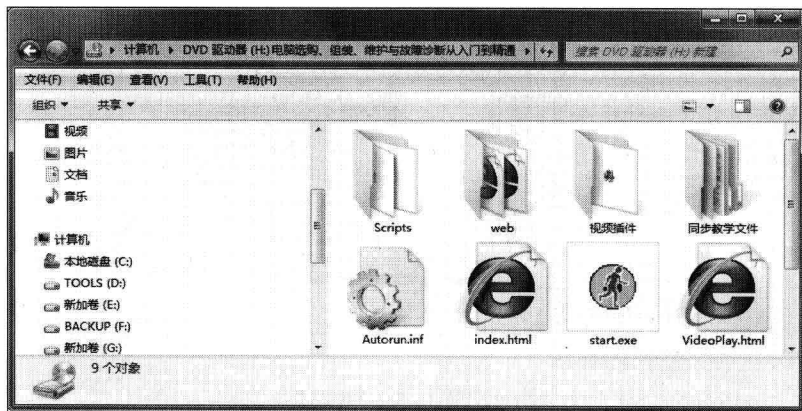 计算机 ▸ DVD 驱动器 (H:)电脑选购、组装、维护与故障诊断从入门到精通 ▸
搜索 DVD 驱动器 (H:) 新建
文件(F) 编辑(E) 查看(V) 工具(T) 帮助(H)
组织 ▼ 共享 ▼
视频
图片
文档
音乐
计算机
本地磁盘 (C:)
TOOLS (D:)
新加卷 (E:)
BACKUP (F:)
新加卷 (G:)
Scripts web 视频插件 同步教学文件
Autorun.inf index.html start.exe VideoPlay.html
9 个对象